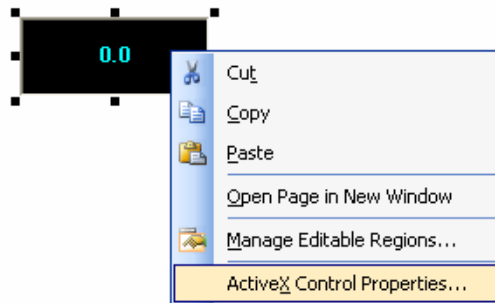 0.0
Cut
Copy
Paste
Open Page in New Window
Manage Editable Regions...
ActiveX Control Properties...